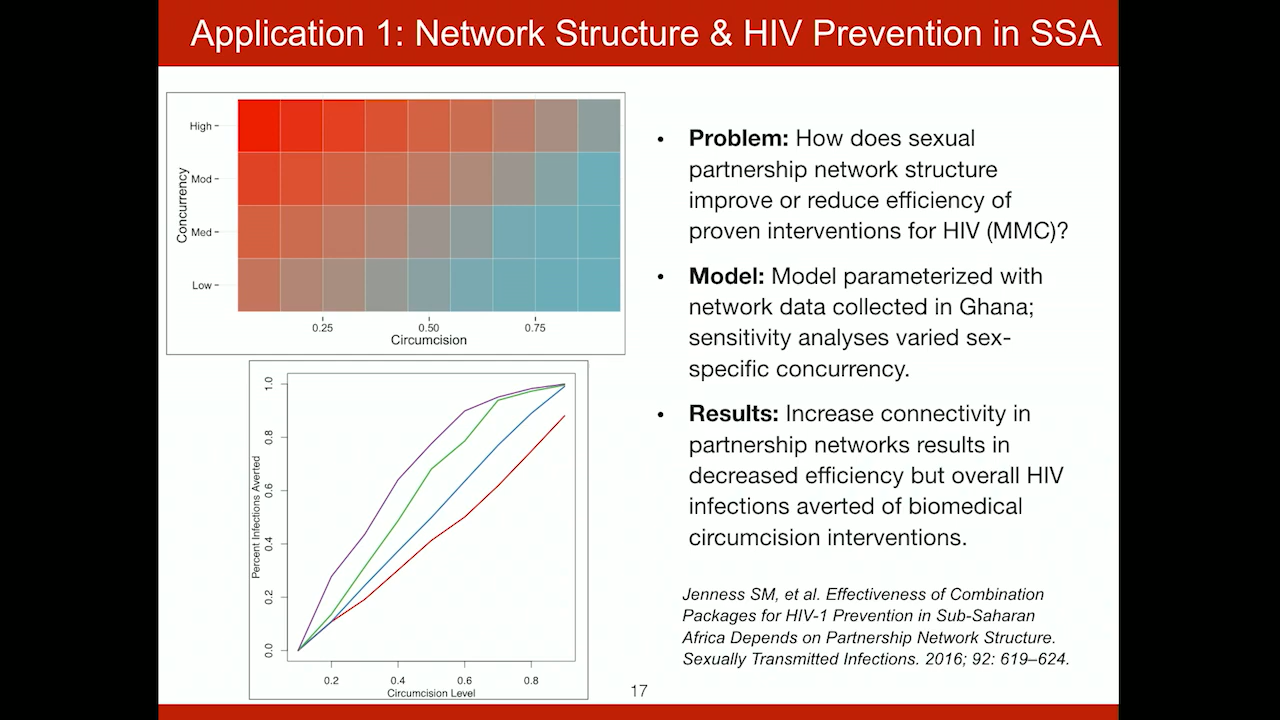 Application 1: Network Structure & HIV Prevention in SSA
High
Mod
Med
Low
Concurrency
0.25
0.50
0.75
Circumcision
1.0
0.8
0.6
0.4
0.2
0.0
Percent Infections Averted
0.2
0.4
0.6
0.8
Circumcision Level
• Problem: How does sexual
partnership network structure
improve or reduce efficiency of
proven interventions for HIV (MMC)?
• Model: Model parameterized with
network data collected in Ghana;
sensitivity analyses varied sex-
specific concurrency.
• Results: Increase connectivity in
partnership networks results in
decreased efficiency but overall HIV
infections averted of biomedical
circumcision interventions.
Jenness SM, et al. Effectiveness of Combination
Packages for HIV-1 Prevention in Sub-Saharan
Africa Depends on Partnership Network Structure.
Sexually Transmitted Infections. 2016; 92: 619–624.
17